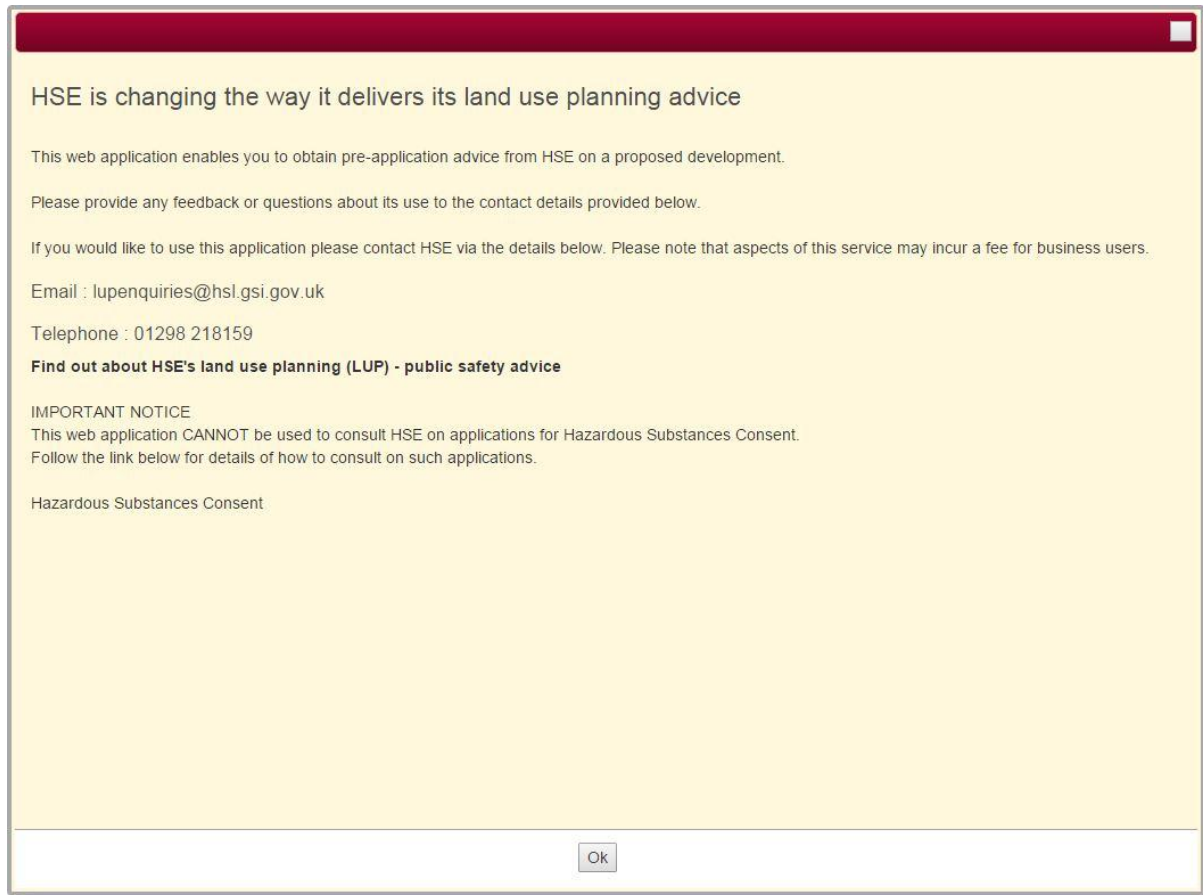 HSE is changing the way it delivers its land use planning advice
This web application enables you to obtain pre-application advice from HSE on a proposed development.
Please provide any feedback or questions about its use to the contact details provided below.
If you would like to use this application please contact HSE via the details below. Please note that aspects of this service may incur a fee for business users.
Email : lupenquiries@hsl.gsi.gov.uk
Telephone : 01298 218159
Find out about HSE's land use planning (LUP) - public safety advice
IMPORTANT NOTICE
This web application CANNOT be used to consult HSE on applications for Hazardous Substances Consent.
Follow the link below for details of how to consult on such applications.
Hazardous Substances Consent
Ok